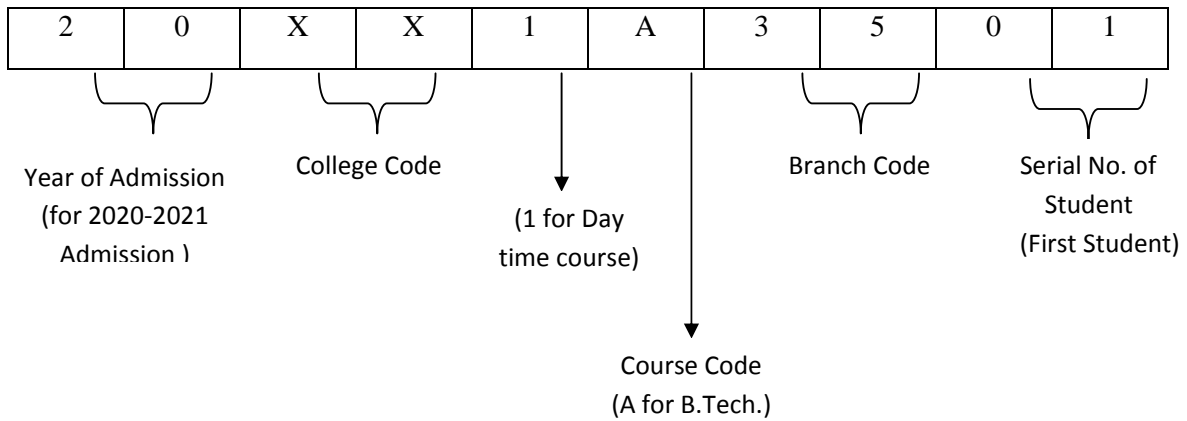 2 0 X X 1 A 3 5 0 1
Year of Admission
(for 2020-2021
Admission )
College Code
(1 for Day
time course)
Course Code
(A for B.Tech.)
Branch Code
Serial No. of
Student
(First Student)